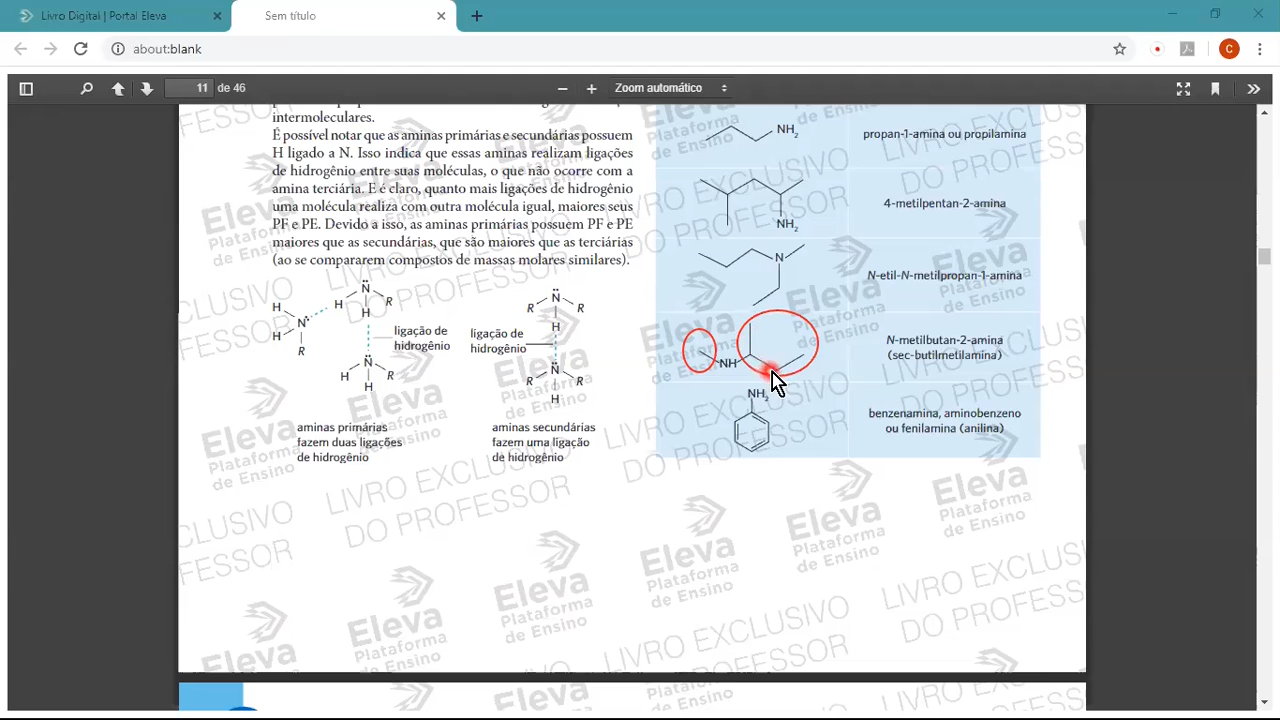 Livro Digital | Portal Eleva
Sem título
about:blank
C
11 de 46
Zoom automático
intermoleculares.
É possível notar que as aminas primárias e secundárias possuem
H ligado a N. Isso indica que essas aminas realizam ligações
de hidrogênio entre suas moléculas, o que não ocorre com a
amina terciária. E é claro, quanto mais ligações de hidrogênio
uma molécula realiza com outra molécula igual, maiores seus
PF e PE. Devido a isso, as aminas primárias possuem PF e PE
maiores que as secundárias, que são maiores que as terciárias
(ao se compararem compostos de massas molares similares).
H
H
N
R
H
N
R
H
ligação de
hidrogênio
H
N
R
H
aminas primárias
fazem duas ligações
de hidrogênio
R
N
R
H
ligação de
hidrogênio
R
N
R
H
aminas secundárias
fazem uma ligação
de hidrogênio
NH2
propan-1-amina ou propilamina
NH2
4-metilpentan-2-amina
N
N-etil-N-metilpropan-1-amina
NH
N-metilbutan-2-amina
(sec-butilmetilamina)
NH2
benzenamina, aminobenzeno
ou fenilamina (anilina)
Eleva
Plataforma
de Ensino
LIVRO EXCLUSIVO
DO PROFESSOR